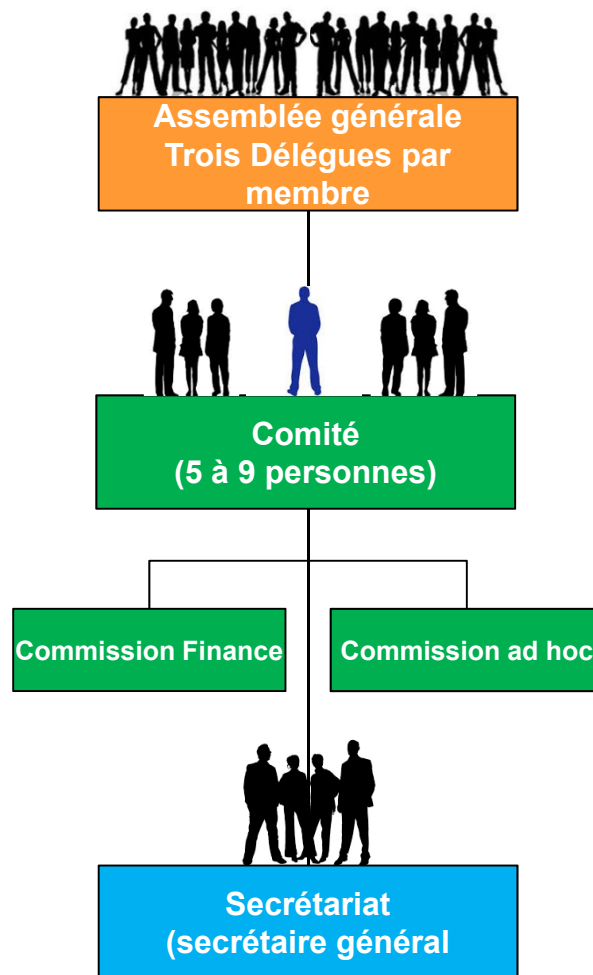 Assemblée générale
Trois Délégues par
membre
Comité
(5 à 9 personnes)
Commission Finance
Commission ad hoc
Secrétariat
(secrétaire général